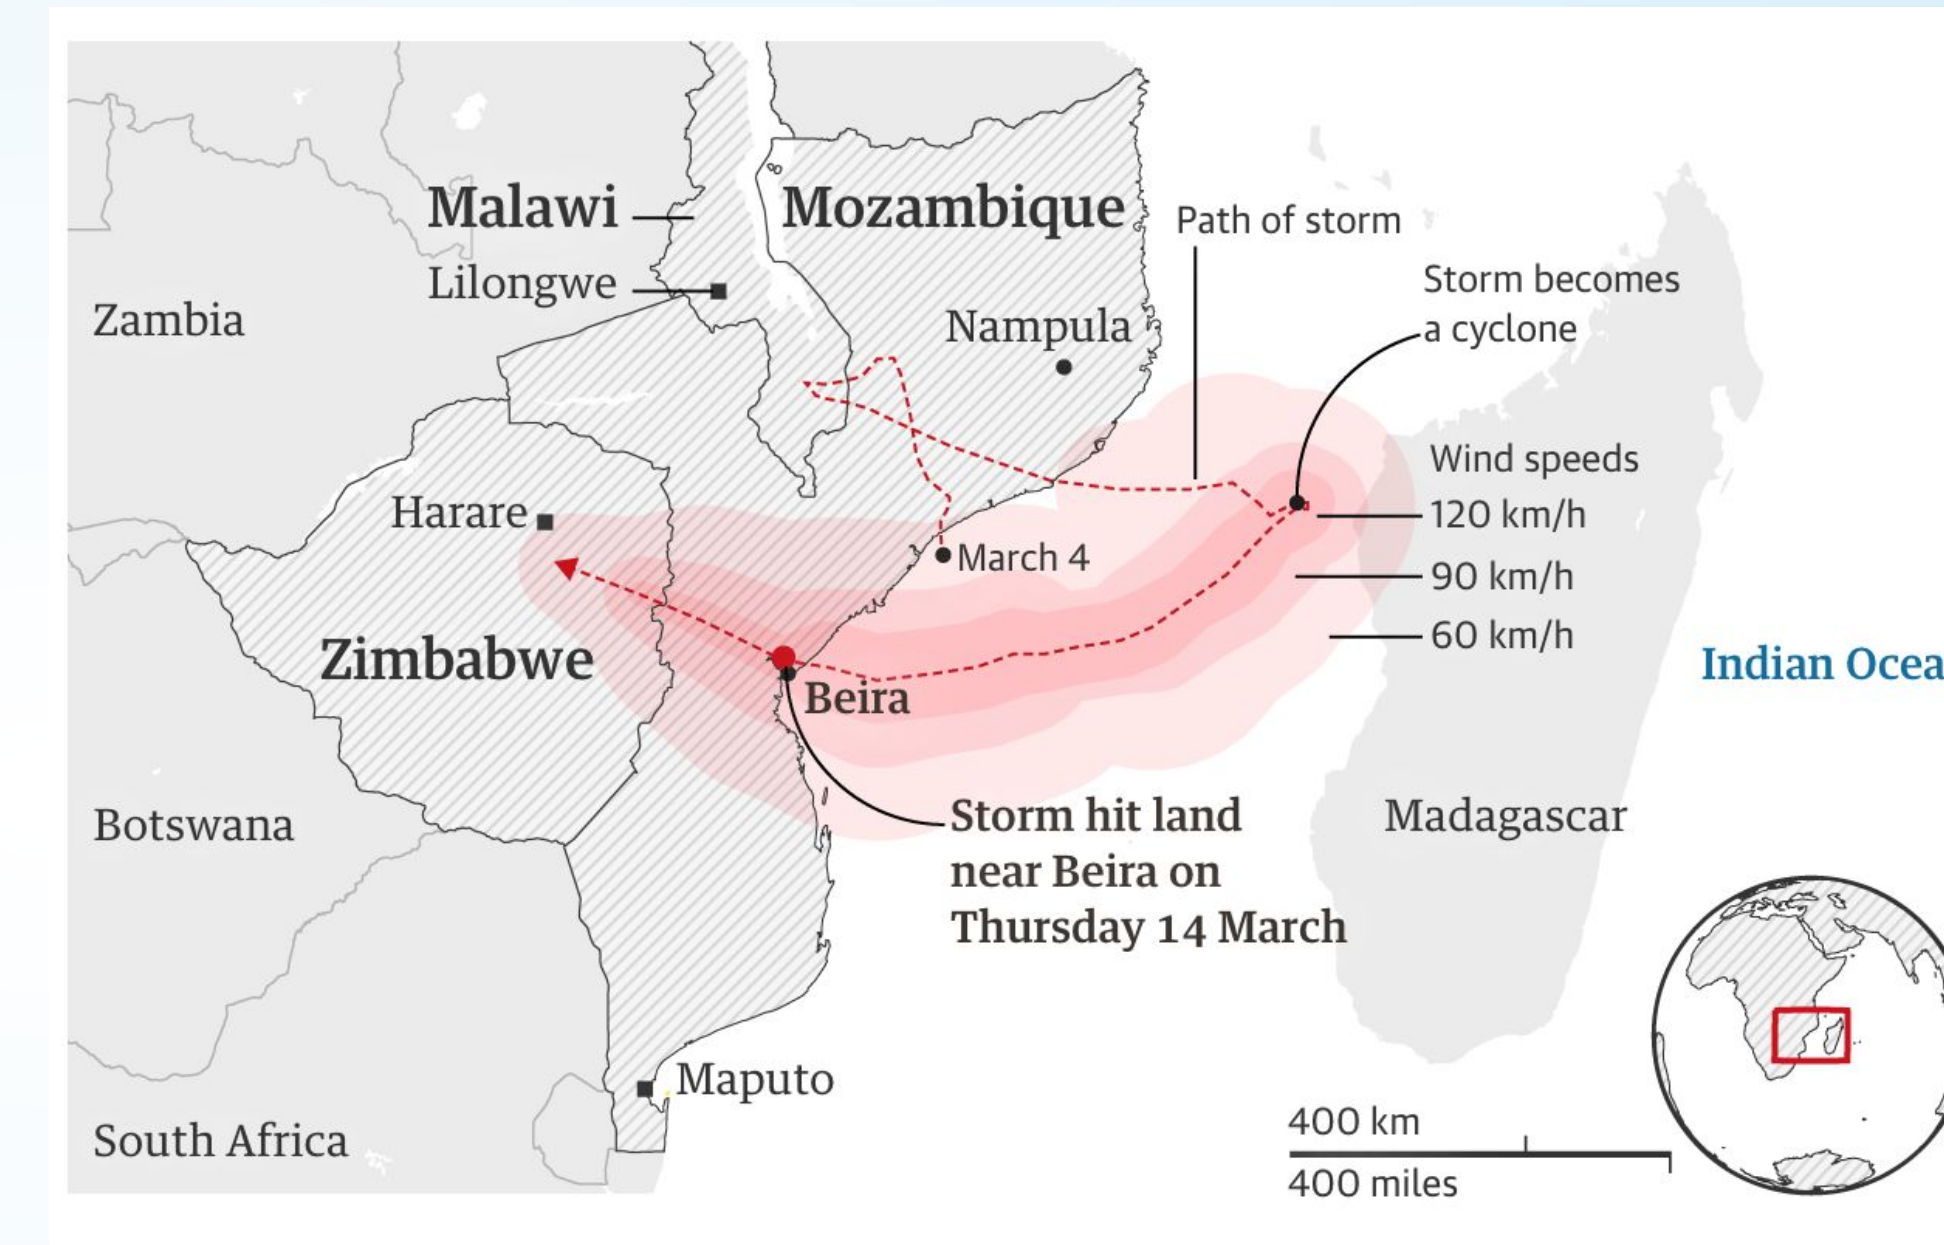 Malawi
Mozambique
Path of storm
Lilongwe
Storm becomes
a cyclone
Zambia
Nampula
Wind speeds
Harare
120 km/h
March 4
90 km/h
60 km/h
Zimbabwe
Indian Ocea
Beira
Botswana
Storm hit land
near Beira on
Thursday 14 March
Madagascar
Maputo
South Africa
400 km
400 miles